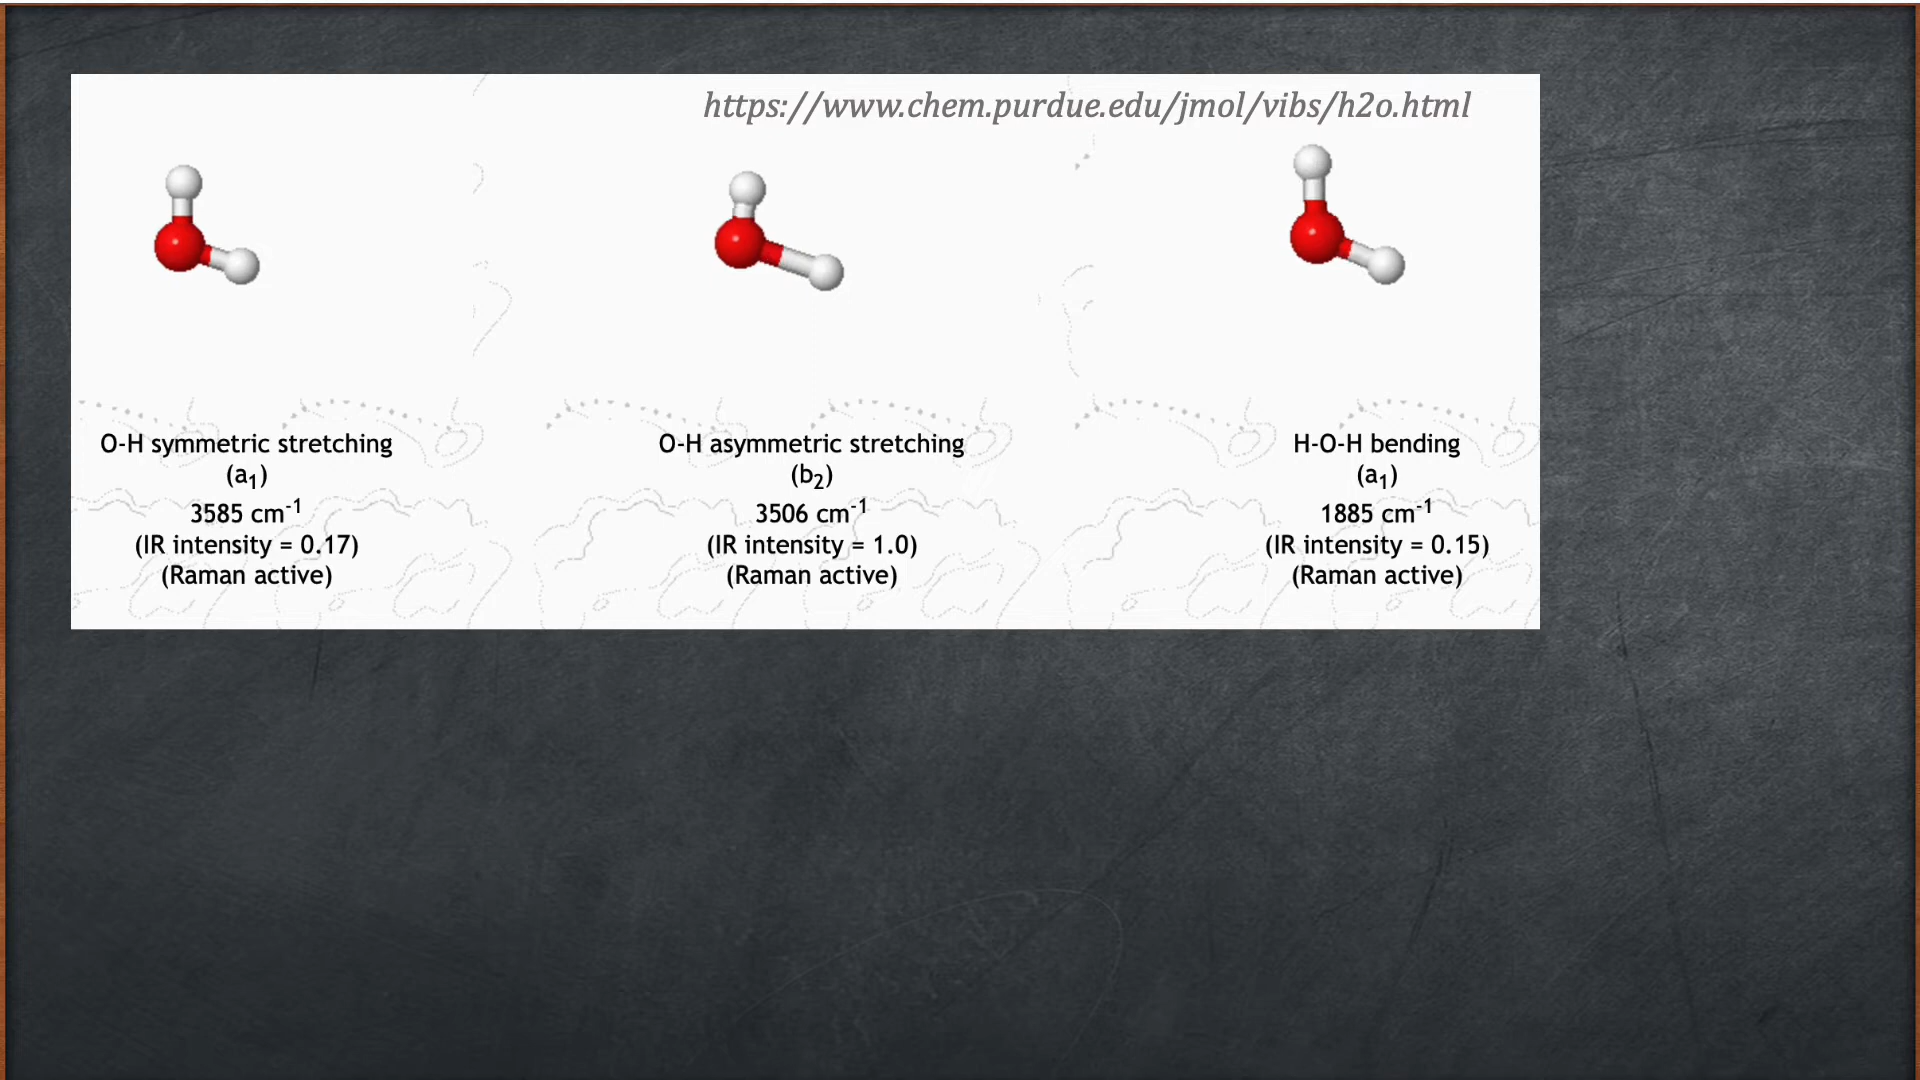 https://www.chem.purdue.edu/jmol/vibs/h2o.html
O-H symmetric stretching
(a₁)
3585 cm⁻¹
(IR intensity = 0.17)
(Raman active)
O-H asymmetric stretching
(b₂)
3506 cm⁻¹
(IR intensity = 1.0)
(Raman active)
H-O-H bending
(a₁)
1885 cm⁻¹
(IR intensity = 0.15)
(Raman active)